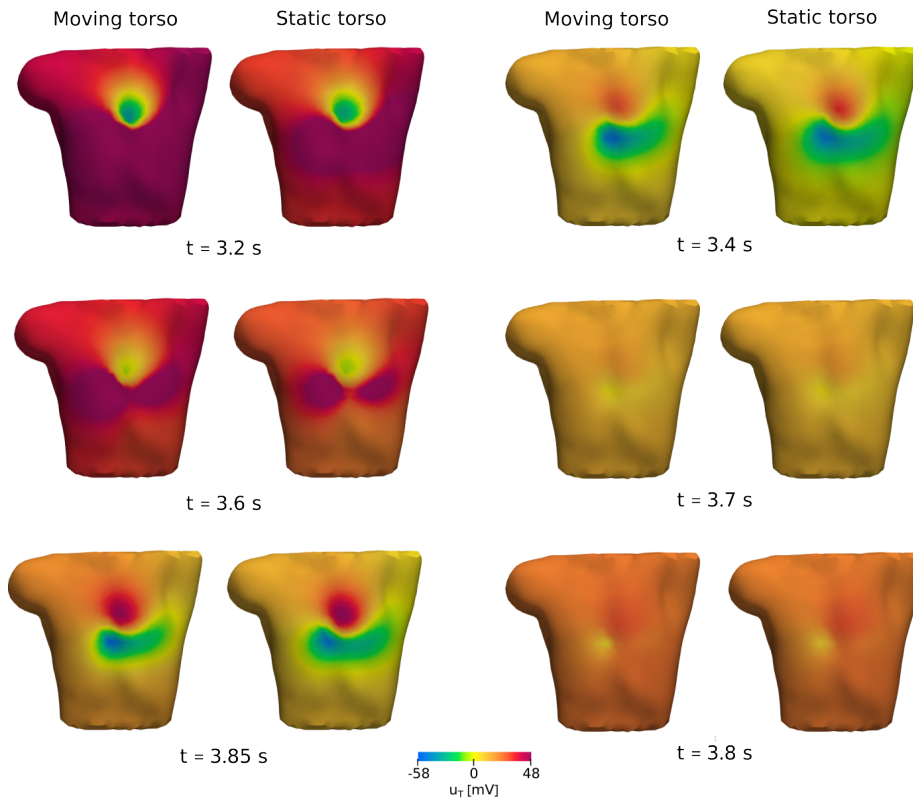 Moving torso
Static torso
Moving torso
Static torso
t = 3.2 s
t = 3.4 s
t = 3.6 s
t = 3.7 s
t = 3.85 s
t = 3.8 s
-58
0
48
u_T [mV]